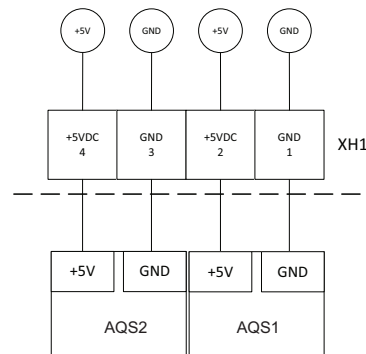 +5V GND +5V GND
+5VDC GND +5VDC GND
4 3 2 1
XH1
+5V GND +5V GND
AQS2 AQS1